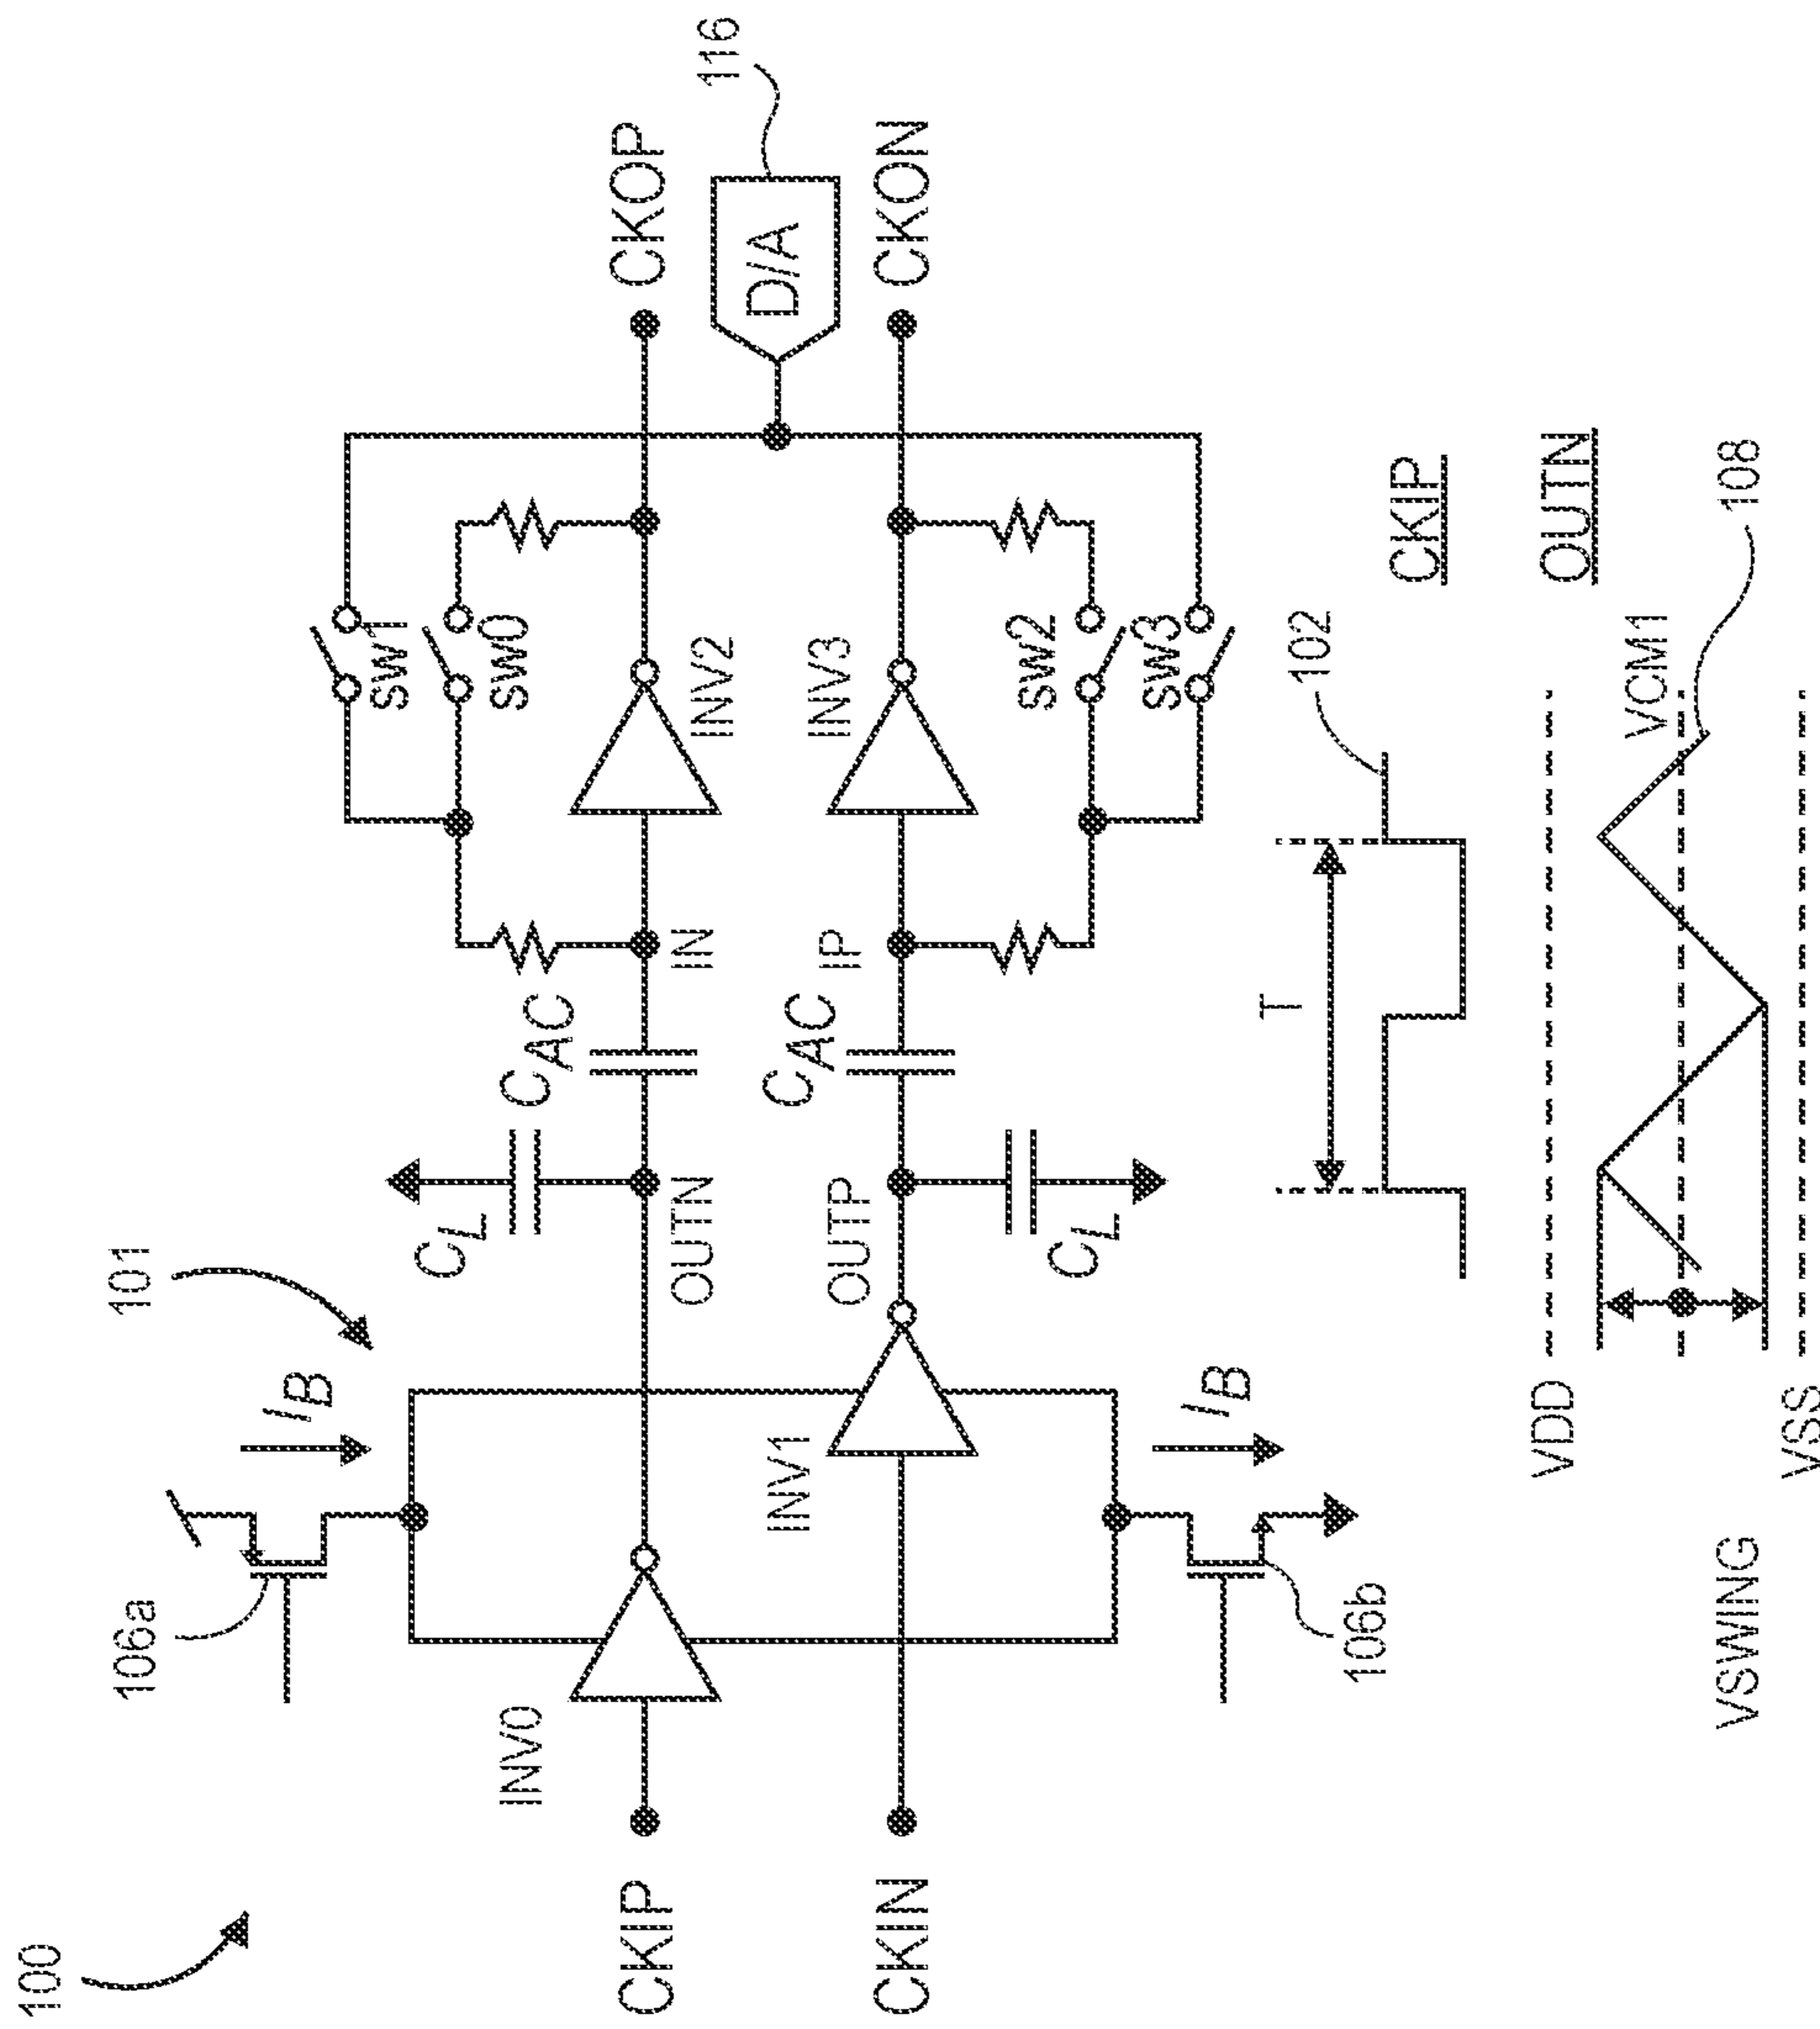 100
101
106a
I_B
C_L
C_AC
SW1
SW0
116
INV0
CKIP
OUTN
IN
INV2
CKOP
D/A
INV1
CKIN
OUTP
C_AC
IP
INV3
CKON
C_L
SW2
SW3
106b
I_B
T
102
CKIP
VDD
VCM1
OUTN
VSWING
108
VSS